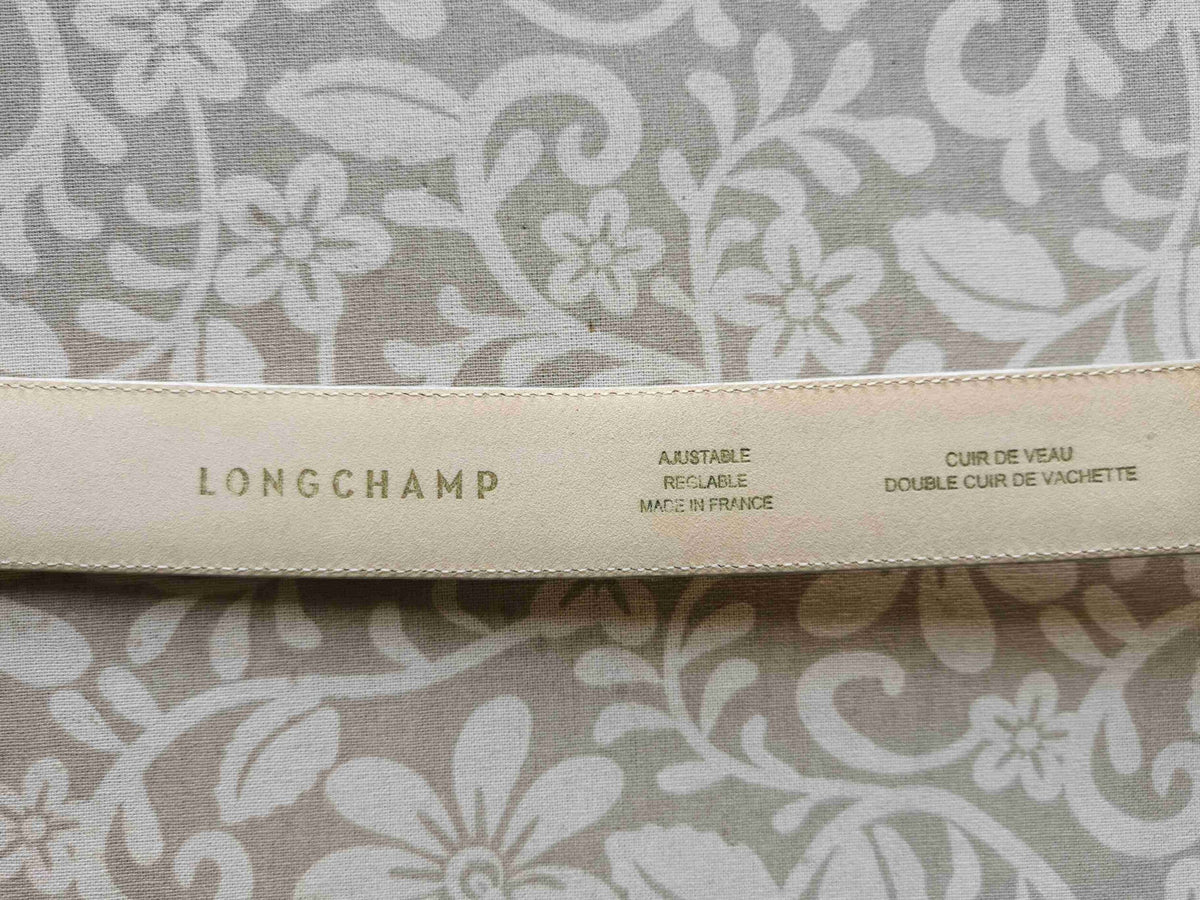 LONGCHAMP
AJUSTABLE
REGLABLE
MADE IN FRANCE
CUIR DE VEAU
DOUBLE CUIR DE VACHETTE